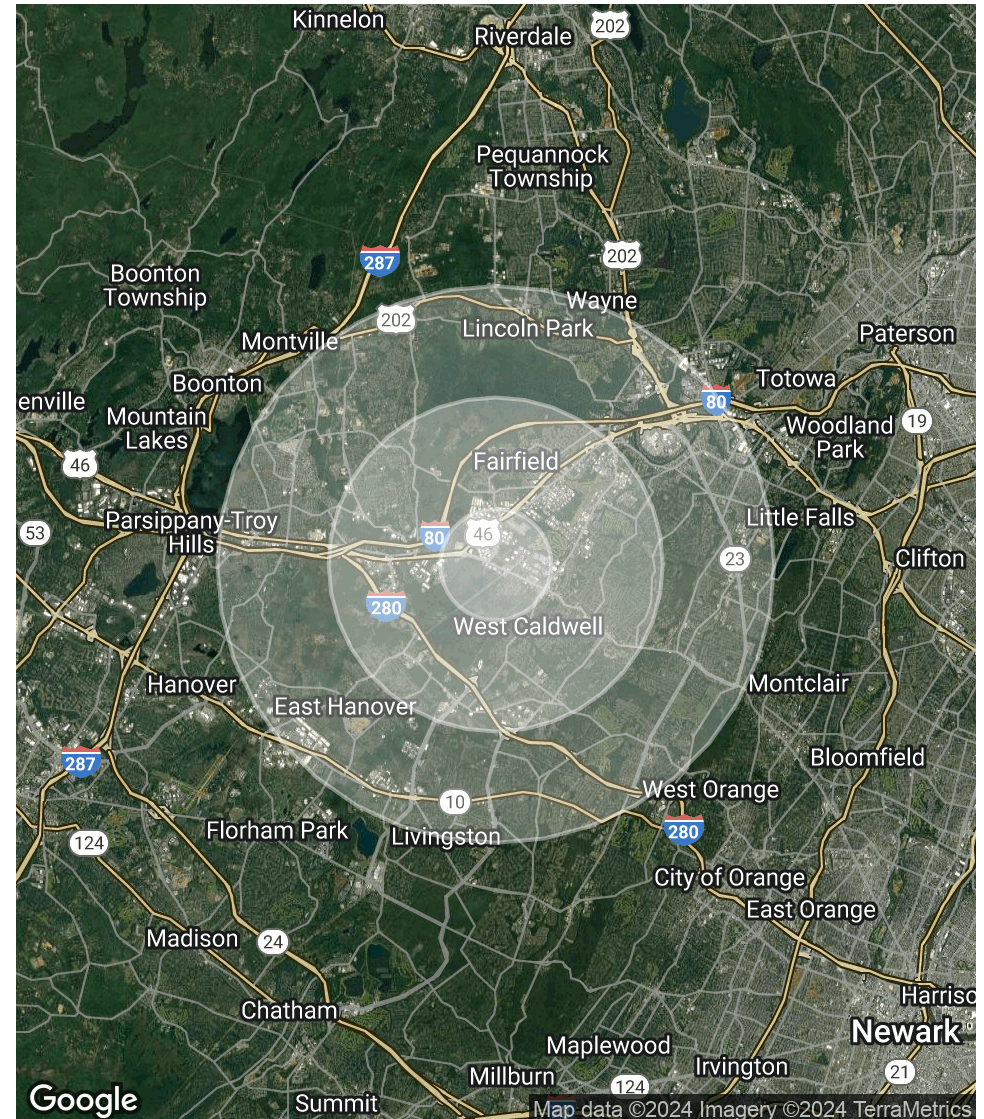 Kinnelon
202
Riverdale
Pequannock
Township
287
202
Boonton
Township
Wayne
202
Lincoln Park
Montville
Paterson
Boonton
Totowa
80
enville
Mountain
Lakes
19
Woodland
Park
46
Fairfield
Parsippany-Troy
Hills
Little Falls
53
80
46
23
Clifton
280
West Caldwell
Hanover
Montclair
East Hanover
287
Bloomfield
West Orange
10
Florham Park
Livingston
280
124
City of Orange
East Orange
Madison
24
Harriso
Chatham
Newark
Maplewood
Irvington
Millburn
124
21
Google
Summit
Map data ©2024 Imagery ©2024 TerraMetrics